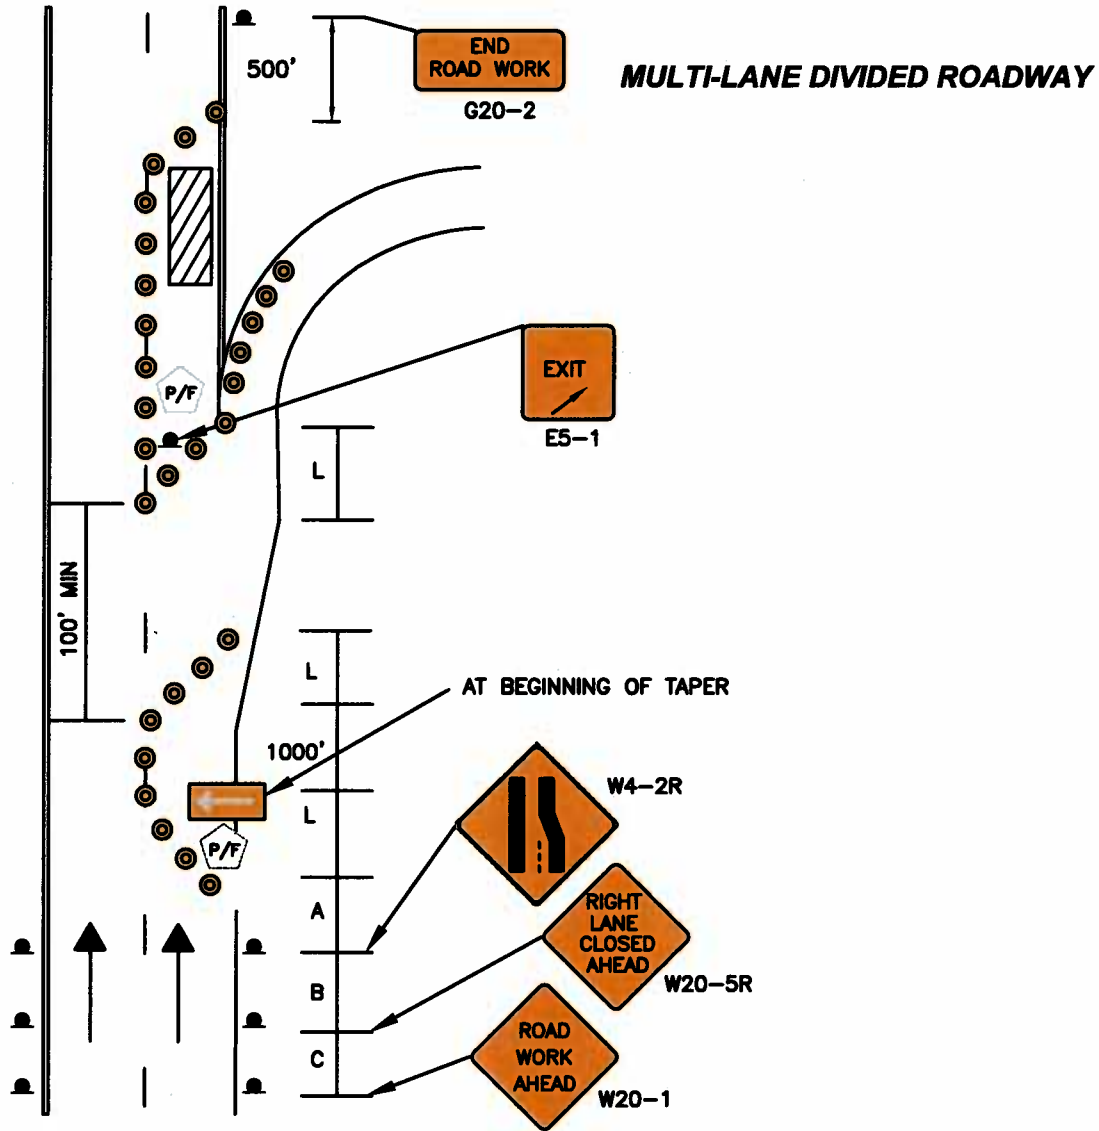 END
ROAD WORK
G20-2
500'
MULTI-LANE DIVIDED ROADWAY
EXIT
E5-1
P/F
L
100' MIN
L
AT BEGINNING OF TAPER
1000'
L
P/F
W4-2R
A
RIGHT
LANE
CLOSED
AHEAD
W20-5R
B
ROAD
WORK
AHEAD
W20-1
C